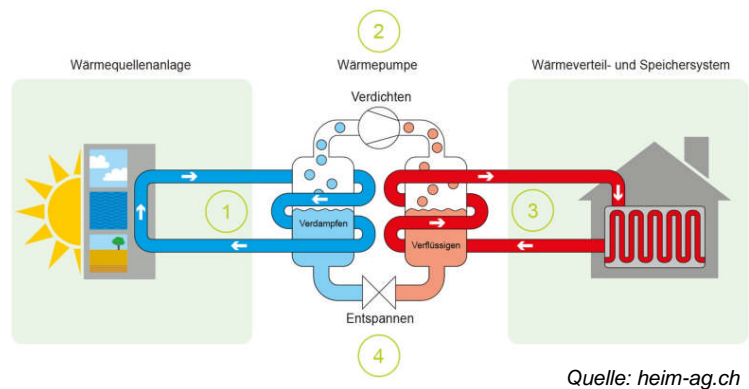 2
Wärmequellenanlage
Wärmepumpe
Wärmeverteil- und Speichersystem
Verdichten
1
Verdampfen
Verflüssigen
3
Entspannen
4
Quelle: heim-ag.ch